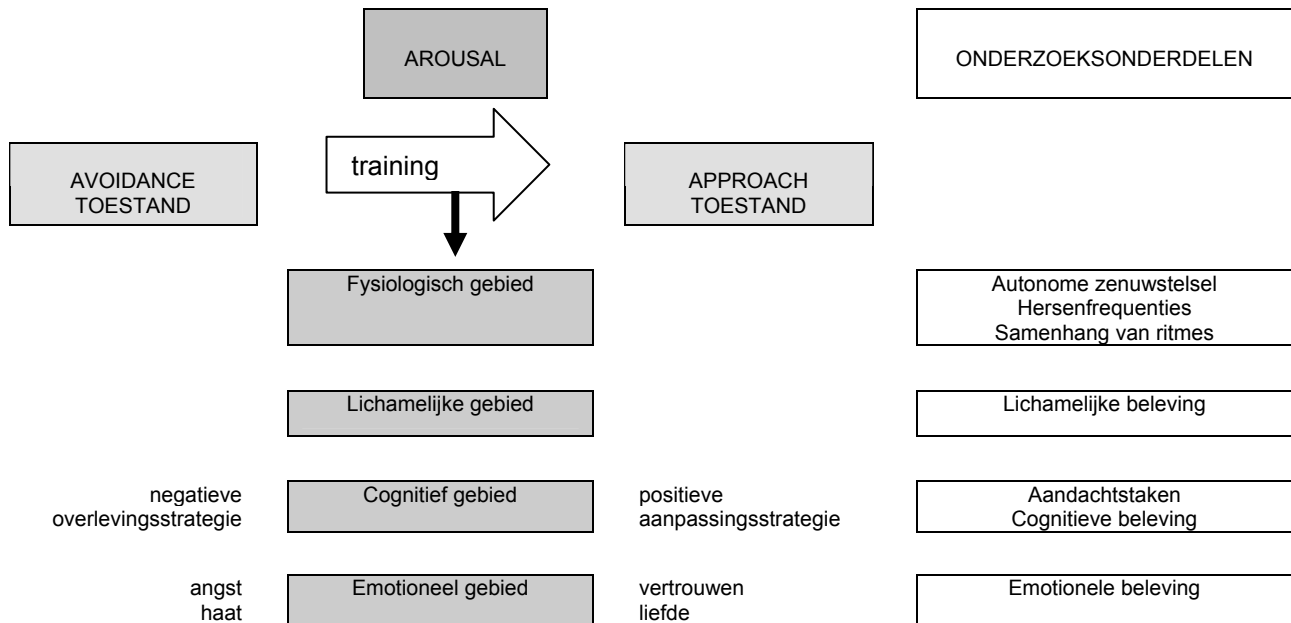 AROUSAL
ONDERZOEKSONDERDELEN
training
AVOIDANCE
TOESTAND
APPROACH
TOESTAND
Fysiologisch gebied
Autonome zenuwstelsel
Hersenfrequenties
Samenhang van ritmes
Lichamelijke gebied
Lichamelijke beleving
negatieve
overlevingsstrategie
Cognitief gebied
positieve
aanpassingsstrategie
Aandachtstaken
Cognitieve beleving
angst
haat
Emotioneel gebied
vertrouwen
liefde
Emotionele beleving